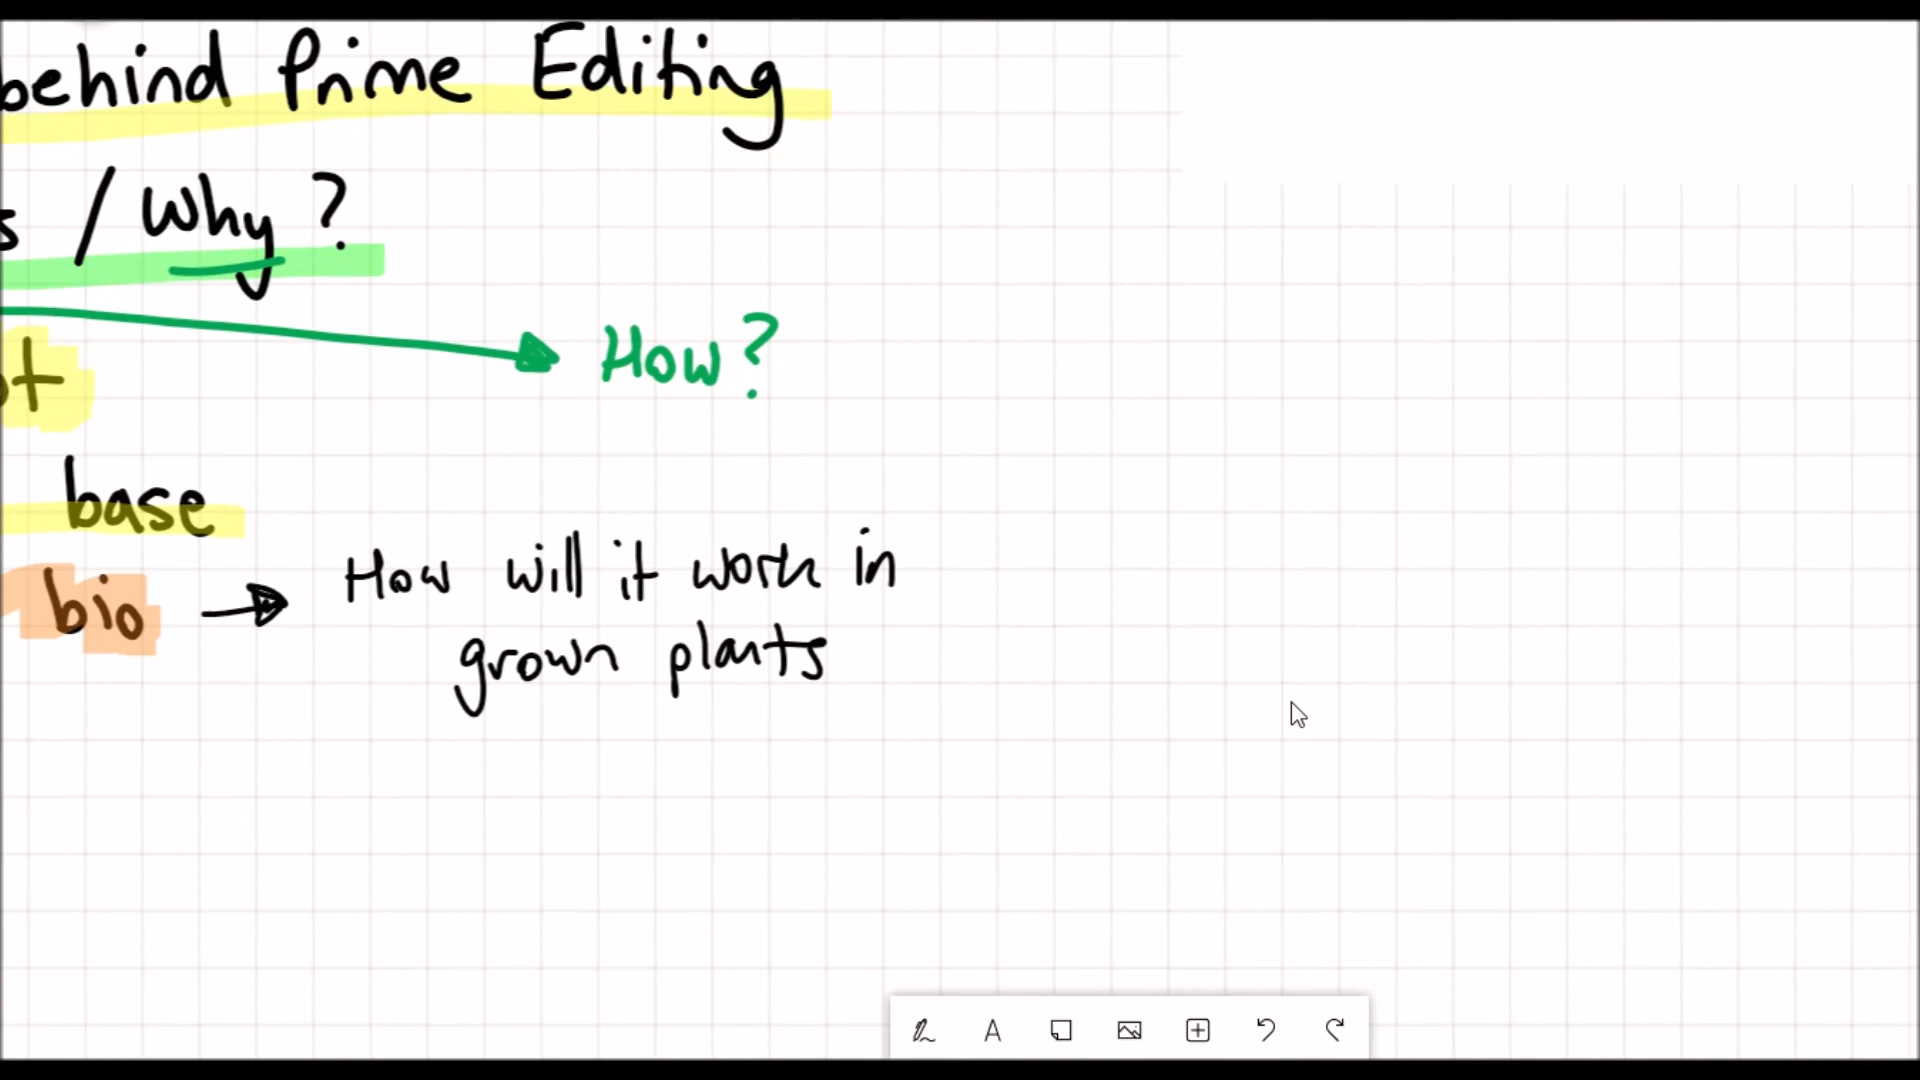 behind Prime Editing
s / Why?
How?
t
base
bio → How will it work in
grown plants
A